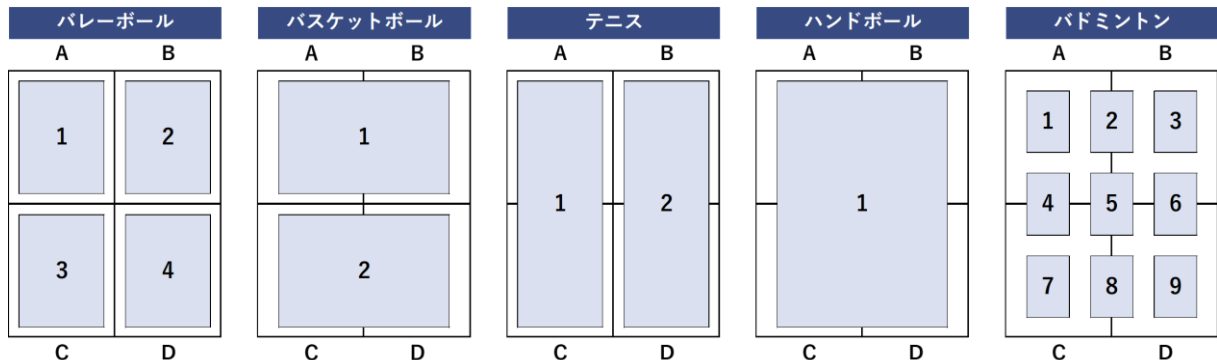 バレーボール
A B
1 2
3 4
C D
バスケットボール
A B
1
2
C D
テニス
A B
1 2
C D
ハンドボール
A B
1
C D
バドミントン
A B
1 2 3
4 5 6
7 8 9
C D